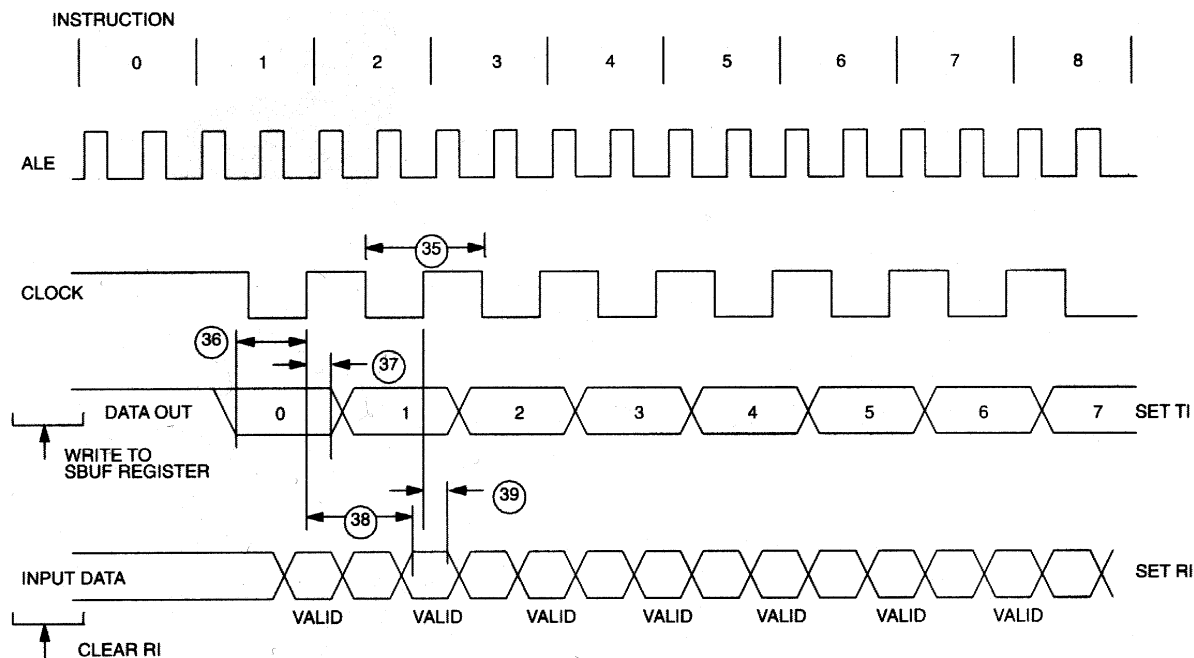 INSTRUCTION
0 1 2 3 4 5 6 7 8
ALE
35
CLOCK
36
37
DATA OUT 0 1 2 3 4 5 6 7 SET TI
WRITE TO
SBUF REGISTER
39
38
INPUT DATA SET RI
VALID VALID VALID VALID VALID VALID VALID
CLEAR RI